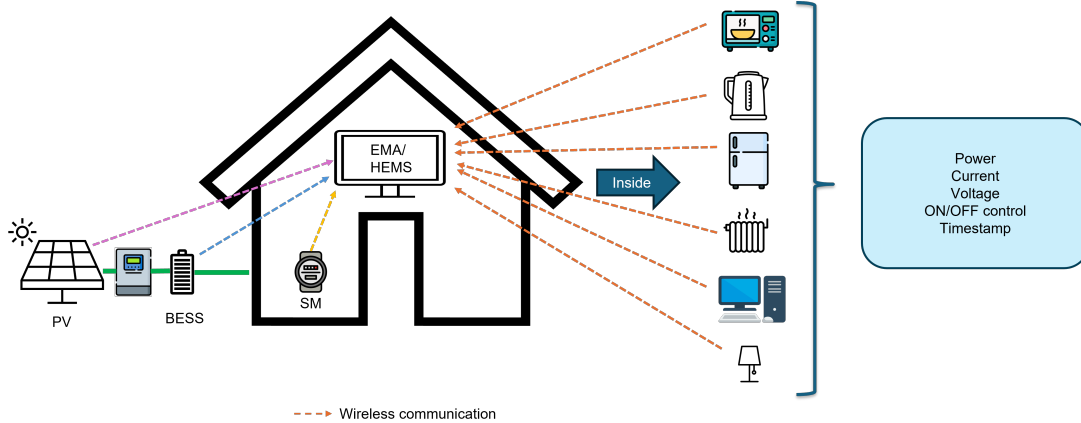 EMA/
HEMS
Inside
Power
Current
Voltage
ON/OFF control
Timestamp
PV
BESS
SM
Wireless communication